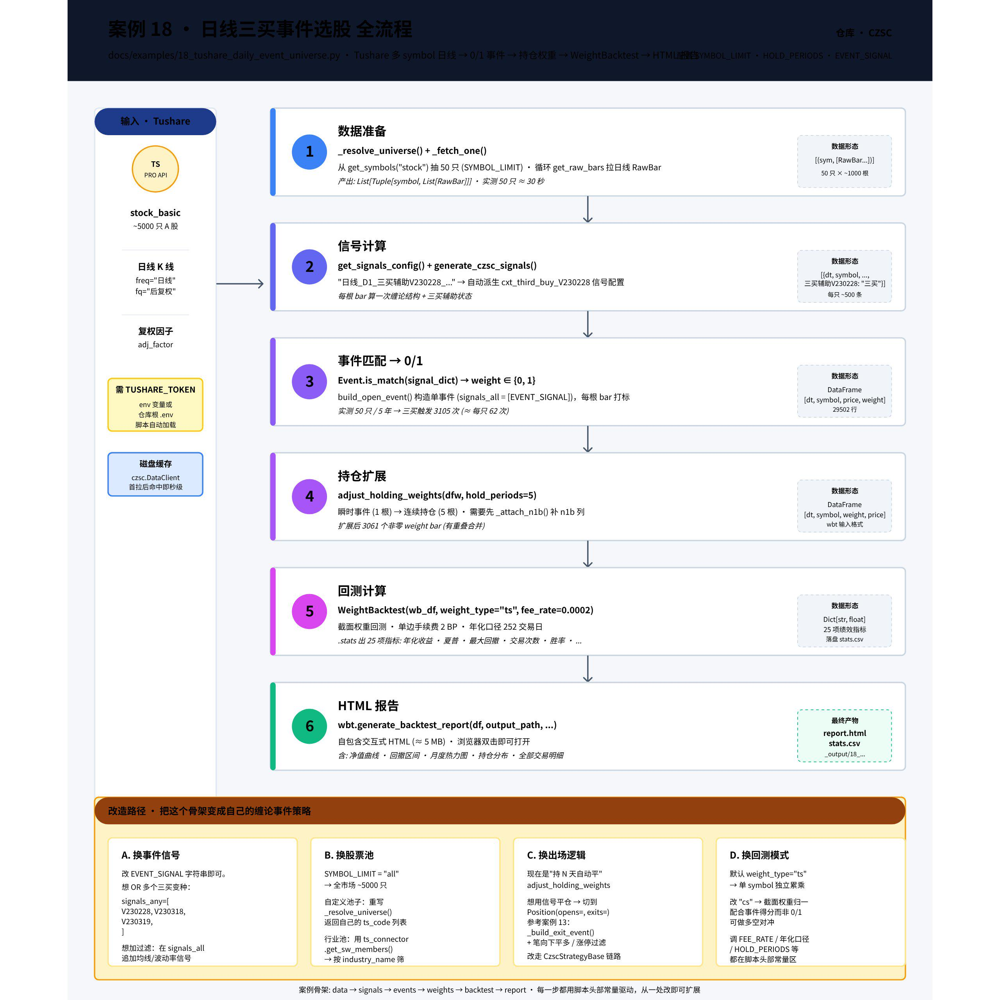 案例 18 · 日线三买事件选股 全流程
仓库 · CZSC
docs/examples/18_tushare_daily_event_universe.py · Tushare 多 symbol 日线 → 0/1 事件 → 持仓权重 → WeightBacktest → HTML 报告
SYMBOL_LIMIT · HOLD_PERIODS · EVENT_SIGNAL
输入 · Tushare
TS
PRO API
stock_basic
~5000 只 A 股
日线 K 线
freq="日线"
fq="后复权"
复权因子
adj_factor
需 TUSHARE_TOKEN
env 变量或
仓库根 .env
脚本自动加载
磁盘缓存
czsc.DataClient
首拉后命中即秒级
1
数据准备
_resolve_universe() + _fetch_one()
从 get_symbols("stock") 抽 50 只 (SYMBOL_LIMIT) · 循环 get_raw_bars 拉日线 RawBar
产出: List[Tuple[symbol, List[RawBar]]] · 实测 50 只 ≈ 30 秒
数据形态
[(sym, [RawBar...])]
50 只 × ~1000 根
2
信号计算
get_signals_config() + generate_czsc_signals()
"日线_D1_三买辅助V230228_..." → 自动派生 cxt_third_buy_V230228 信号配置
每根 bar 算一次缠论结构 + 三买辅助状态
数据形态
[{dt, symbol, ...,
三买辅助V230228: "三买"}]
每只 ~500 条
3
事件匹配 → 0/1
Event.is_match(signal_dict) → weight ∈ {0, 1}
build_open_event() 构造单事件 (signals_all = [EVENT_SIGNAL])，每根 bar 打标
实测 50 只 / 5 年 → 三买触发 3105 次 (≈ 每只 62 次)
数据形态
DataFrame
[dt, symbol, price, weight]
29502 行
4
持仓扩展
adjust_holding_weights(dfw, hold_periods=5)
瞬时事件 (1 根) → 连续持仓 (5 根) · 需要先 _attach_n1b() 补 n1b 列
扩展后 3061 个非零 weight bar (有重叠合并)
数据形态
DataFrame
[dt, symbol, weight, price]
wbt 输入格式
5
回测计算
WeightBacktest(wb_df, weight_type="ts", fee_rate=0.0002)
截面权重回测 · 单边手续费 2 BP · 年化口径 252 交易日
.stats 出 25 项指标: 年化收益 · 夏普 · 最大回撤 · 交易次数 · 胜率 · ...
数据形态
Dict[str, float]
25 项绩效指标
落盘 stats.csv
6
HTML 报告
wbt.generate_backtest_report(df, output_path, ...)
自包含交互式 HTML (≈ 5 MB) · 浏览器双击即可打开
含: 净值曲线 · 回撤区间 · 月度热力图 · 持仓分布 · 全部交易明细
最终产物
report.html
stats.csv
_output/18_...
改造路径 · 把这个骨架变成自己的缠论事件策略
A. 换事件信号
改 EVENT_SIGNAL 字符串即可。
想 OR 多个三买变种：
signals_any=[
V230228, V230318,
V230319,
]
想加过滤：在 signals_all
追加均线/波动率信号
B. 换股票池
SYMBOL_LIMIT = "all"
→ 全市场 ~5000 只
自定义池子：重写
_resolve_universe()
返回自己的 ts_code 列表
行业池：用 ts_connector
.get_sw_members()
→ 按 industry_name 筛
C. 换出场逻辑
现在是"持 N 天自动平"
adjust_holding_weights
想用信号平仓 → 切到
Position(opens=, exits=)
参考案例 13：
_build_exit_event()
+ 笔向下平多 / 涨停过滤
改走 CzscStrategyBase 链路
D. 换回测模式
默认 weight_type="ts"
→ 单 symbol 独立累乘
改 "cs" → 截面权重归一
配合事件得分而非 0/1
可做多空对冲
调 FEE_RATE / 年化口径
/ HOLD_PERIODS 等
都在脚本头部常量区
案例骨架: data → signals → events → weights → backtest → report · 每一步都用脚本头部常量驱动，从一处改即可扩展